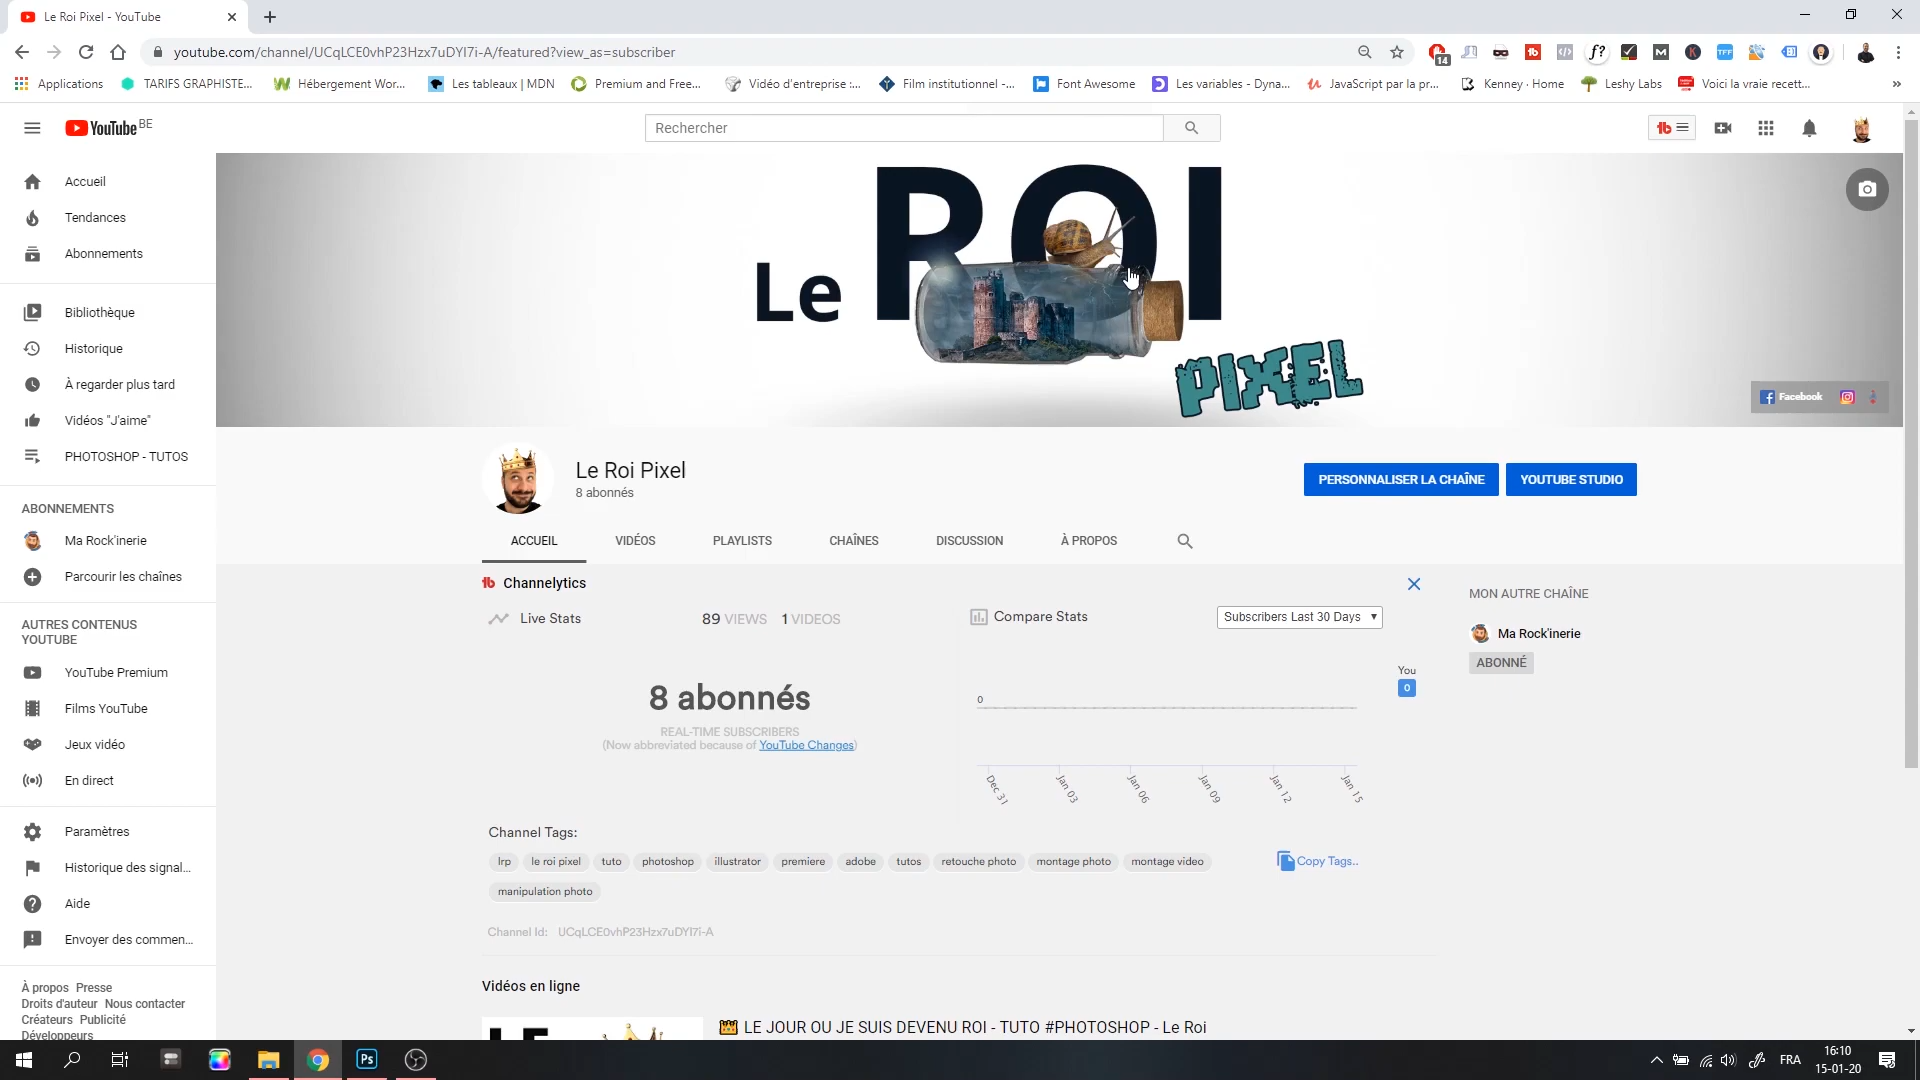 Le Roi Pixel - YouTube
youtube.com/channel/UCqLCE0vhP23Hzx7uDYI7i-A/featured?view_as=subscriber
14
Applications
TARIFS GRAPHISTE...
Hébergement Wor...
Les tableaux | MDN
Premium and Free...
Vidéo d'entreprise :...
Film institutionnel -...
Font Awesome
Les variables - Dyna...
JavaScript par la pr...
Kenney · Home
Leshy Labs
Voici la vraie recett...
YouTube BE
Rechercher
Accueil
Tendances
Abonnements
Bibliothèque
Historique
À regarder plus tard
Vidéos "J'aime"
PHOTOSHOP - TUTOS
ABONNEMENTS
Ma Rock'inerie
Parcourir les chaînes
AUTRES CONTENUS
YOUTUBE
YouTube Premium
Films YouTube
Jeux vidéo
En direct
Paramètres
Historique des signal...
Aide
Envoyer des commen...
À propos Presse
Droits d'auteur Nous contacter
Créateurs Publicité
Développeurs
Le ROI
PIXEL
Facebook
Le Roi Pixel
8 abonnés
PERSONNALISER LA CHAÎNE
YOUTUBE STUDIO
ACCUEIL
VIDÉOS
PLAYLISTS
CHAÎNES
DISCUSSION
À PROPOS
Channelytics
Live Stats
89 VIEWS 1 VIDEOS
8 abonnés
REAL-TIME SUBSCRIBERS
(Now abbreviated because of YouTube Changes)
Compare Stats
Subscribers Last 30 Days
0
Dec 31
Jan 03
Jan 06
Jan 09
Jan 12
Jan 15
You
0
Channel Tags:
lrp
le roi pixel
tuto
photoshop
illustrator
premiere
adobe
tutos
retouche photo
montage photo
montage video
manipulation photo
Copy Tags..
Channel Id: UCqLCE0vhP23Hzx7uDYI7i-A
Vidéos en ligne
LE JOUR OU JE SUIS DEVENU ROI - TUTO #PHOTOSHOP - Le Roi
MON AUTRE CHAÎNE
Ma Rock'inerie
ABONNÉ
Ps
FRA
16:10
15-01-20